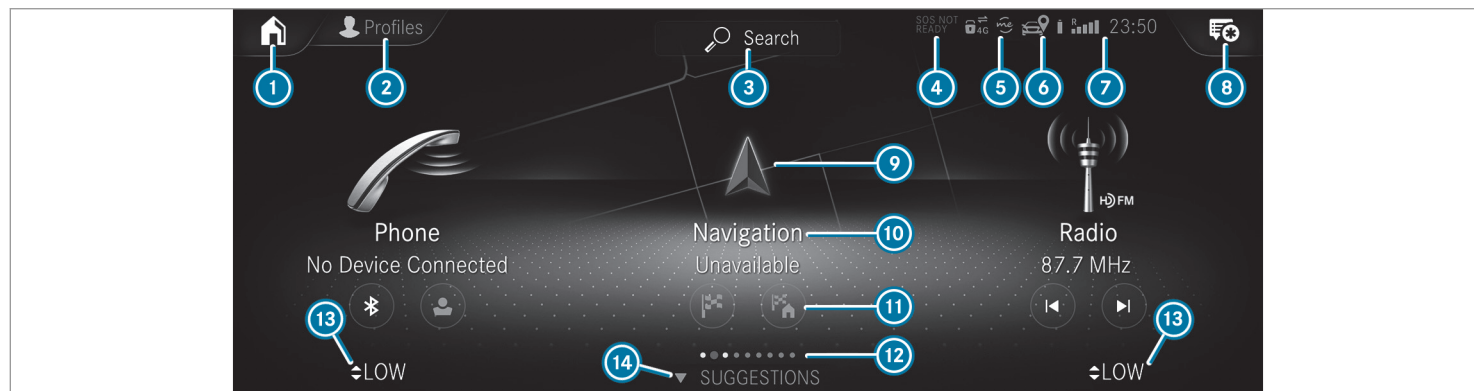 Profiles
Search
SOS NOT
READY
4G
me
R
23:50
1
2
3
4
5
6
7
8
9
HD FM
Phone
Navigation
10
Radio
No Device Connected
Unavailable
87.7 MHz
11
13
13
12
14
LOW
SUGGESTIONS
LOW